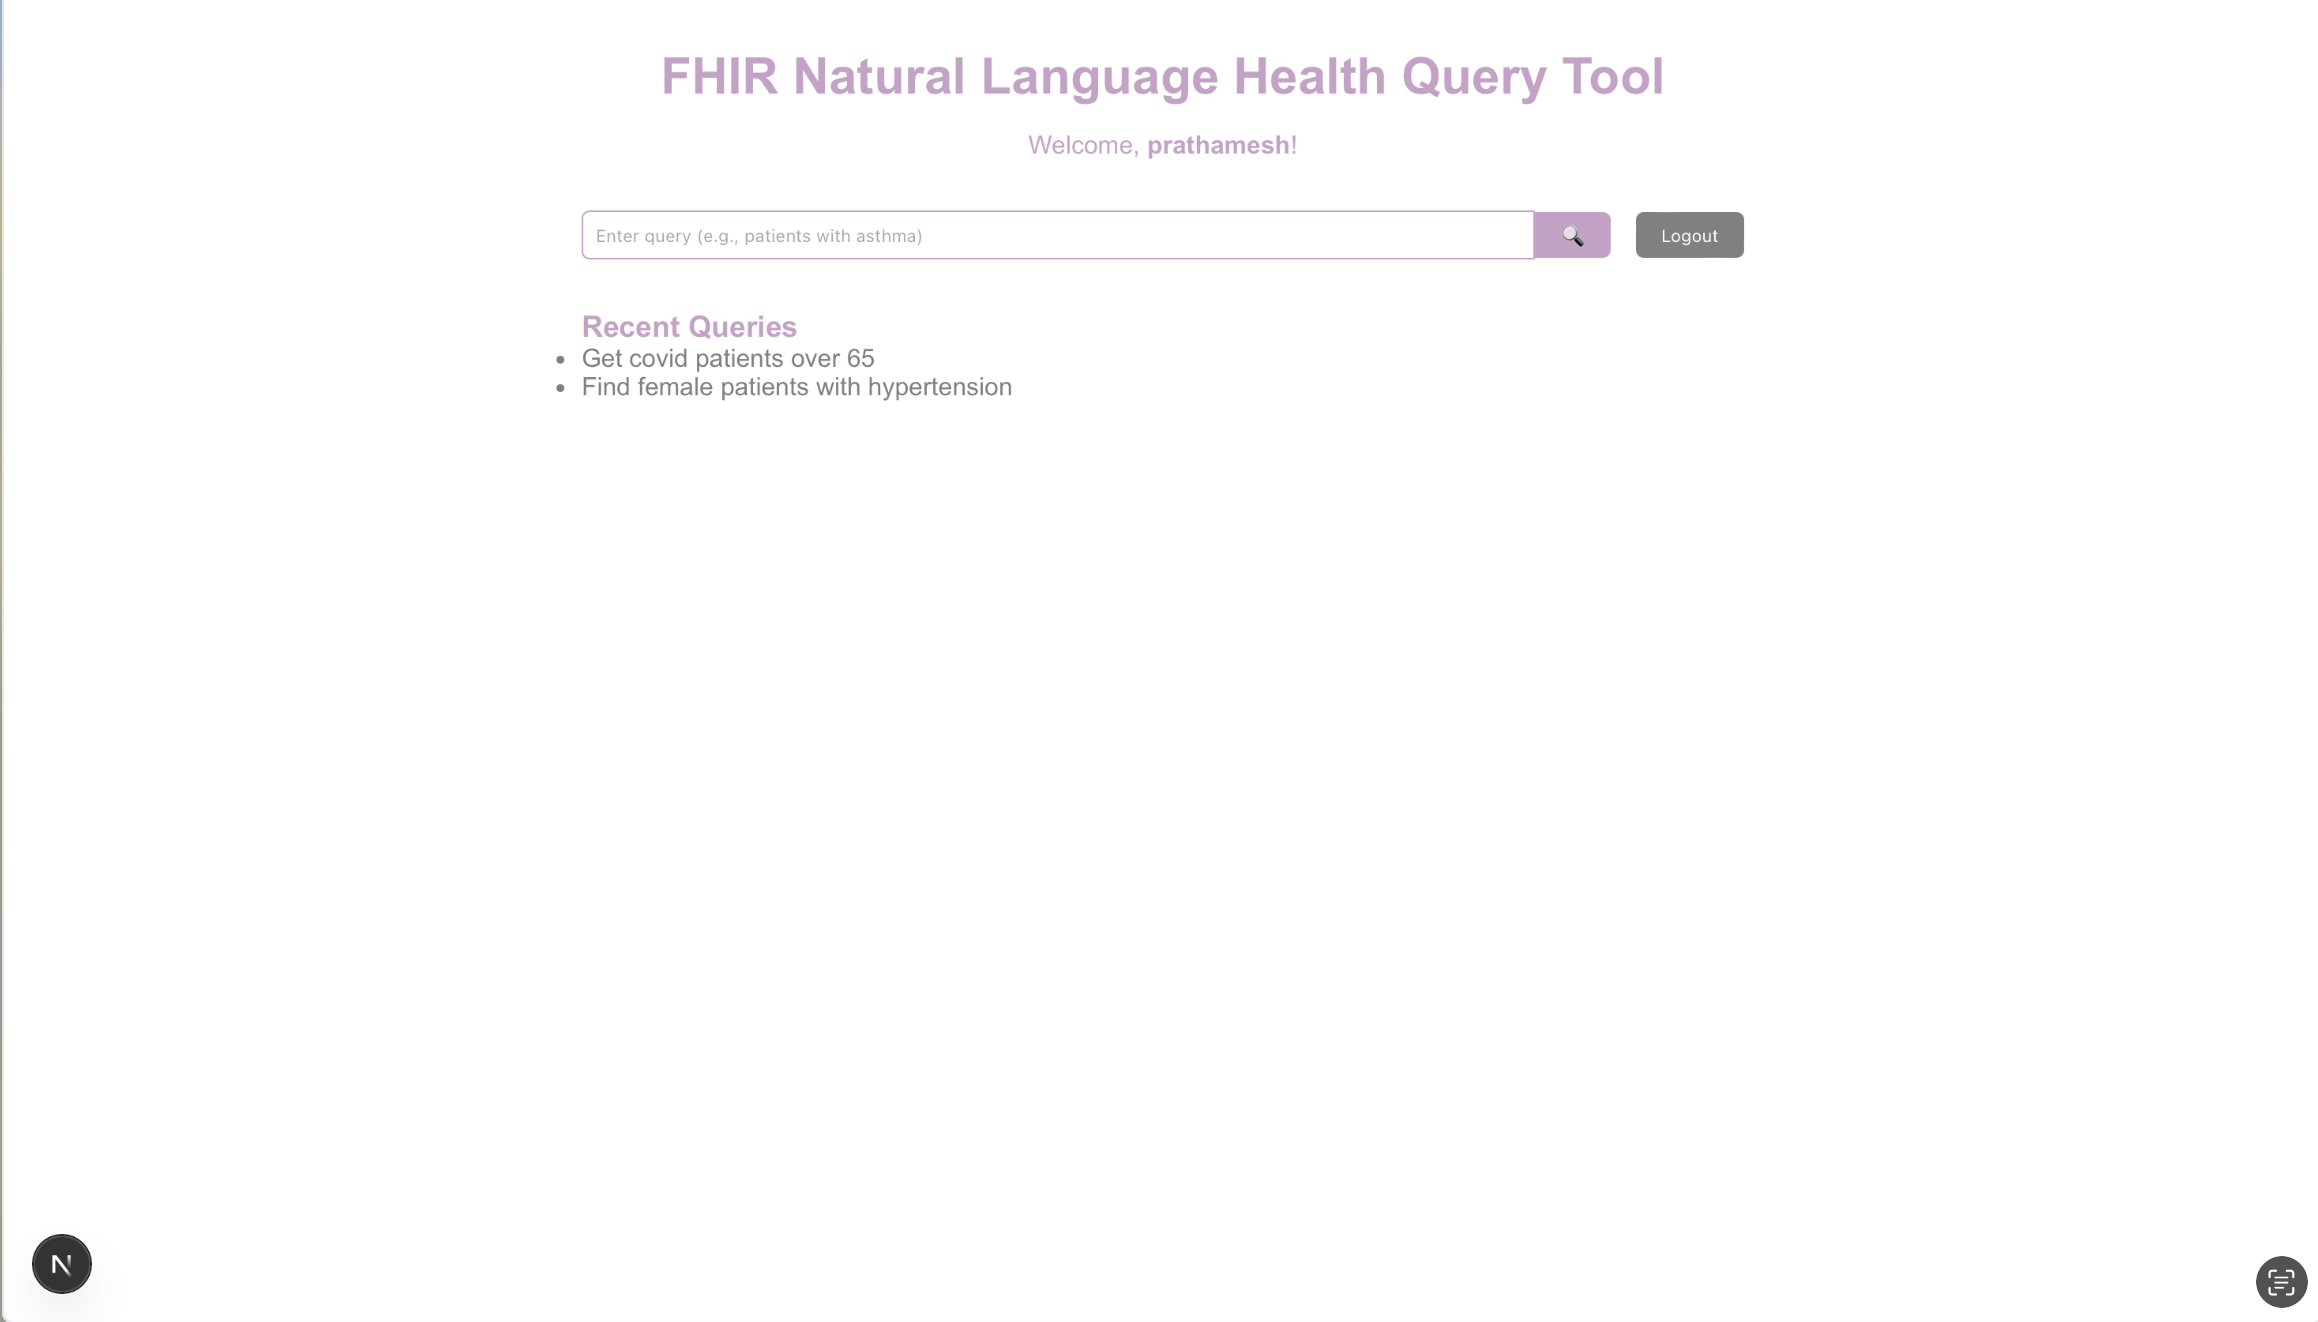 FHIR Natural Language Health Query Tool
Welcome, prathamesh!
Enter query (e.g., patients with asthma)
Logout
Recent Queries
Get covid patients over 65
Find female patients with hypertension
N